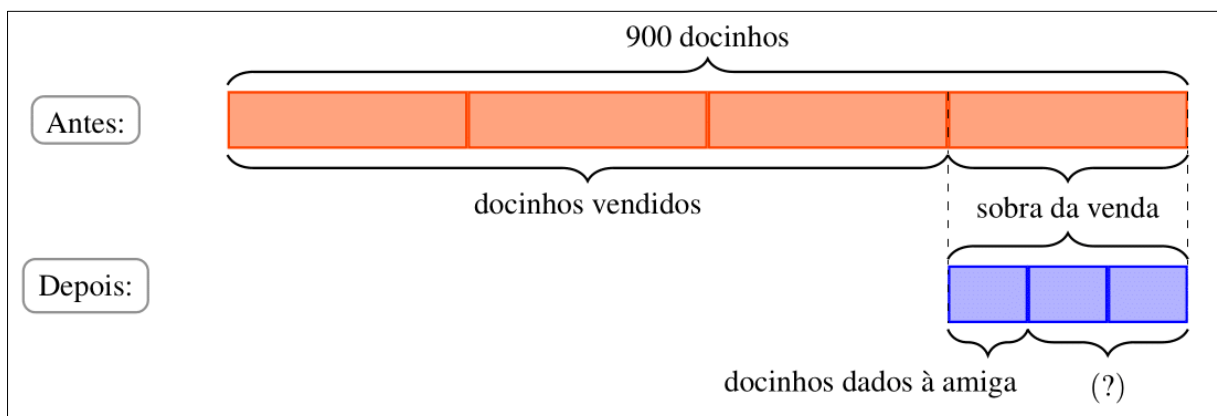 900 docinhos
Antes:
docinhos vendidos
sobra da venda
Depois:
docinhos dados à amiga
(?)